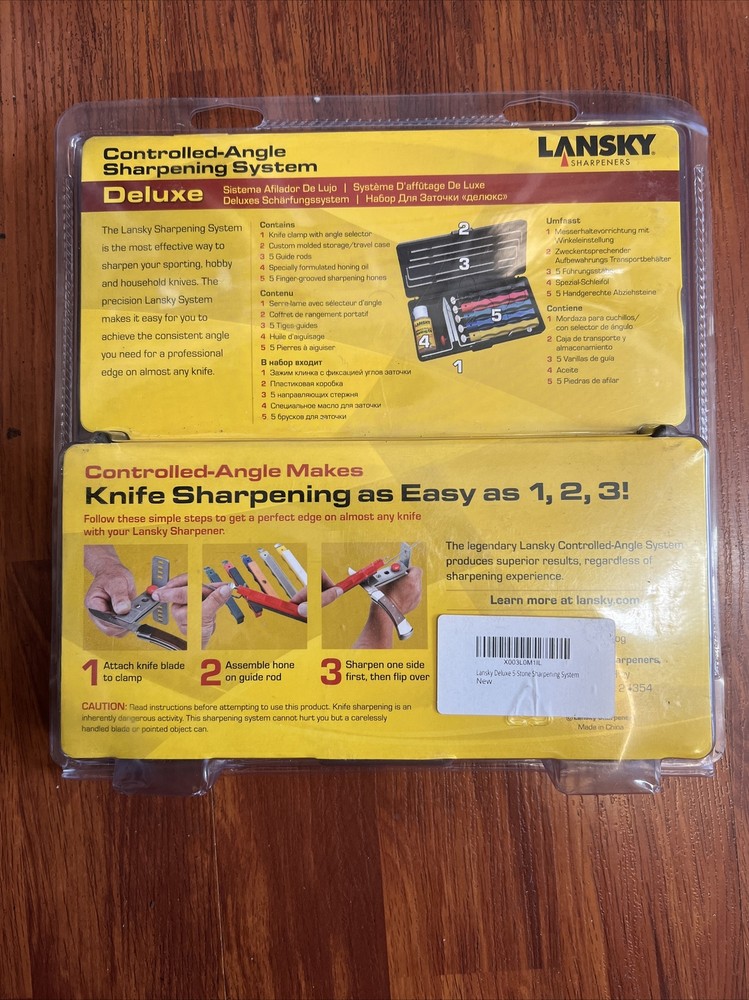 Controlled-Angle
Sharpening System
LANSKY
SHARPENERS
Deluxe
Sistema Afilador De Lujo | Système D'affûtage De Luxe
Deluxes Schärfungssystem | Набор Для Заточки «делюкс»
The Lansky Sharpening System
is the most effective way to
sharpen your sporting, hobby
and household knives. The
precision Lansky System
makes it easy for you to
achieve the consistent angle
you need for a professional
edge on almost any knife.
Contains
1 Knife clamp with angle selector
2 Custom molded storage/travel case
3 5 Guide rods
4 Specially formulated honing oil
5 5 Finger-grooved sharpening hones
Contenu
1 Serre-lame avec sélecteur d'angle
2 Coffret de rangement portatif
3 5 Tiges guides
4 Huile d'aiguisage
5 5 Pierres à aiguiser
В набор входит
1 Зажим клинка с фиксацией углов заточки
2 Пластиковая коробка
3 5 направляющих стержня
4 Специальное масло для заточки
5 5 брусков для заточки
2
3
LANSKY
4
5
1
Umfasst
1 Messerhaltevorrichtung mit
Winkeleinstellung
2 Zweckentsprechender
Aufbewahrungs Transportbehälter
3 5 Führungsstäbe
4 Spezial-Schleiföl
5 5 Handgerechte Abziehsteine
Contiene
1 Mordaza para cuchillos/
con selector de ángulo
2 Caja de transporte y
almacenamiento
3 5 Varillas de guía
4 Aceite
5 5 Piedras de afilar
Controlled-Angle Makes
Knife Sharpening as Easy as 1, 2, 3!
Follow these simple steps to get a perfect edge on almost any knife
with your Lansky Sharpener.
1 Attach knife blade
to clamp
2 Assemble hone
on guide rod
3 Sharpen one side
first, then flip over
CAUTION: Read instructions before attempting to use this product. Knife sharpening is an
inherently dangerous activity. This sharpening system cannot hurt you but a carelessly
handled blade or pointed object can.
The legendary Lansky Controlled-Angle System
produces superior results, regardless of
sharpening experience.
Learn more at lansky.com
X003L0M18L
Lansky Deluxe 5 Stone Sharpening System
New
Made in China